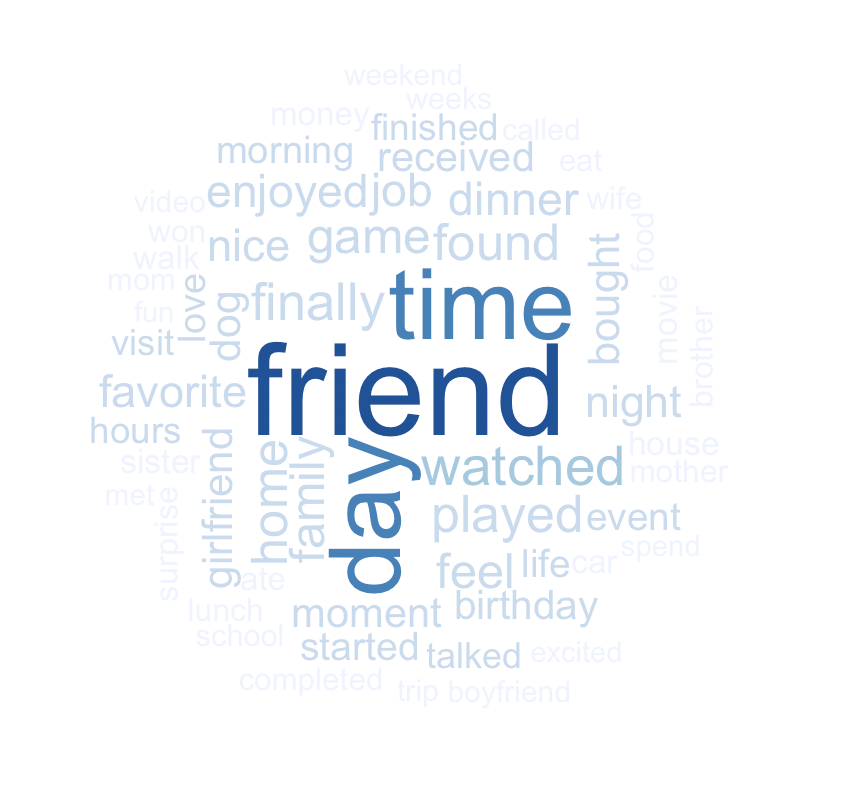 weekend
weeks
money finished called
morning received eat
video enjoyed job dinner wife
won nice game found food
walk
mom love dog finally time bought movie
fun
visit brother
favorite friend night
hours
sister girlfriend home family day watched house
mother
met surprise played event
ate feel life car spend
lunch moment birthday
school started talked excited
completed trip boyfriend